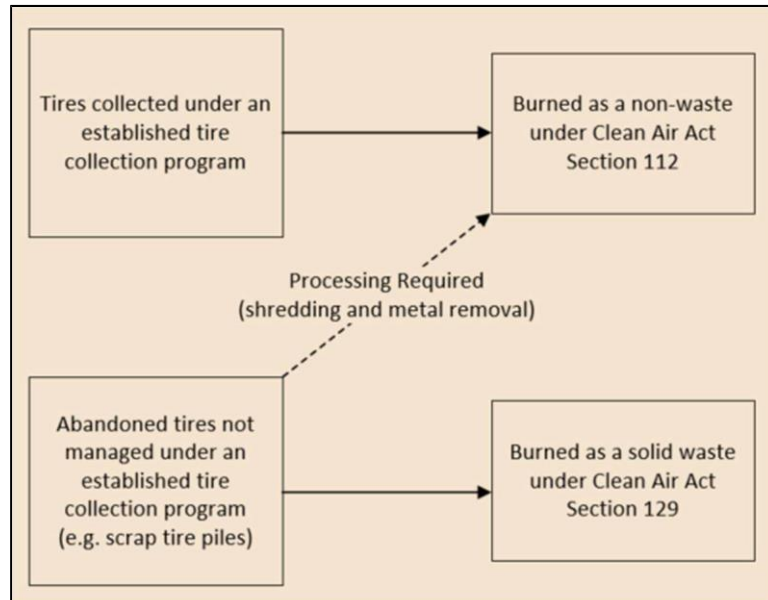 Tires collected under an
established tire
collection program
Burned as a non-waste
under Clean Air Act
Section 112
Processing Required
(shredding and metal removal)
Abandoned tires not
managed under an
established tire
collection program
(e.g. scrap tire piles)
Burned as a solid waste
under Clean Air Act
Section 129